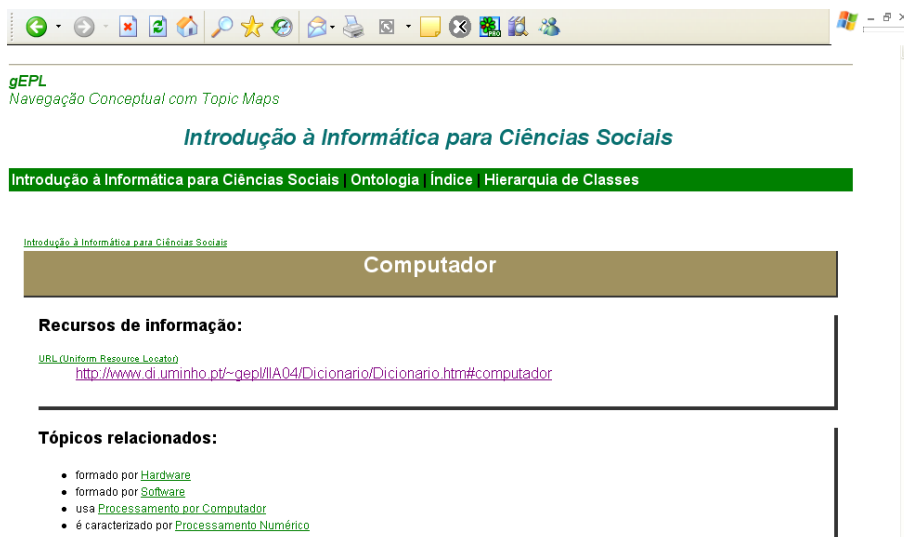 gEPL
Navegação Conceptual com Topic Maps
Introdução à Informática para Ciências Sociais
Introdução à Informática para Ciências Sociais | Ontologia | Índice | Hierarquia de Classes
Introdução à Informática para Ciências Sociais
Computador
Recursos de informação:
URL (Uniform Resource Locator)
http://www.di.uminho.pt/~gepl/IIA04/Dicionario/Dicionario.htm#computador
Tópicos relacionados:
• formado por Hardware
• formado por Software
• usa Processamento por Computador
• é caracterizado por Processamento Numérico